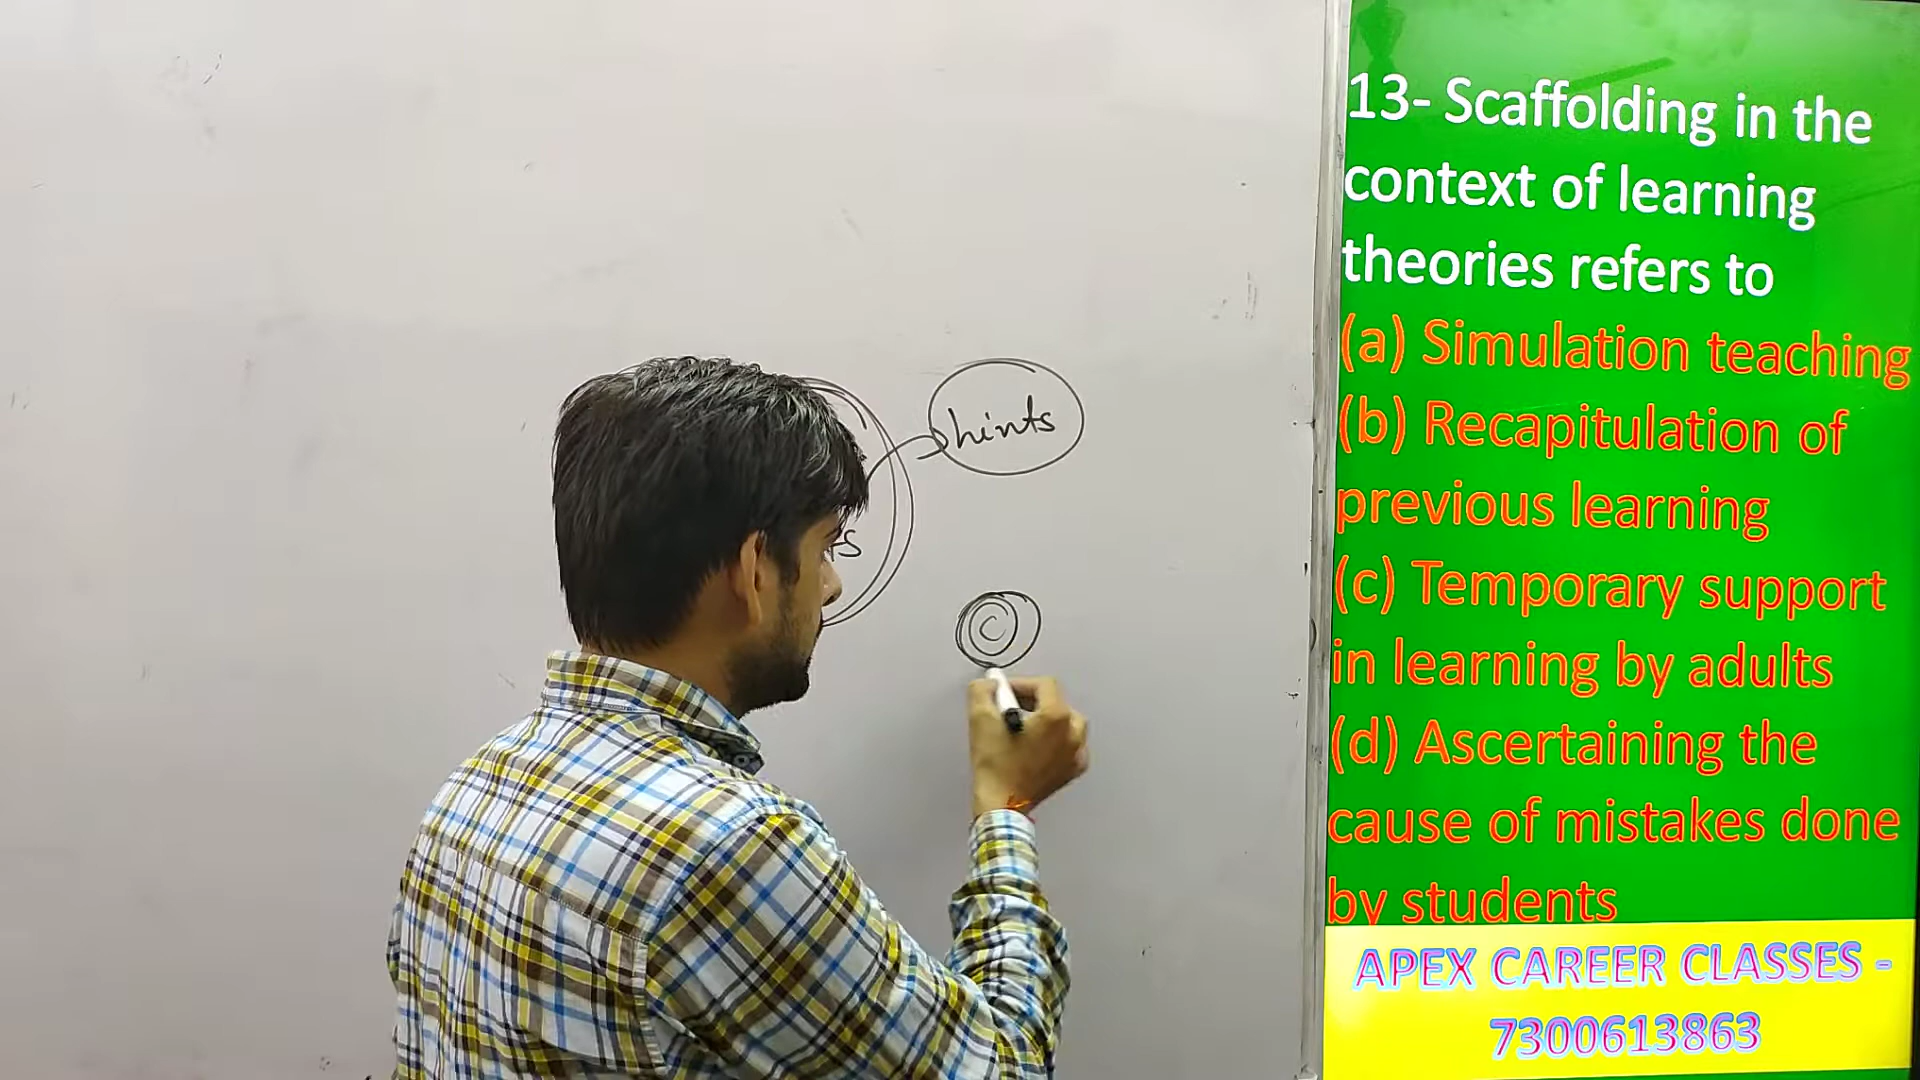 hints
C
13- Scaffolding in the
context of learning
theories refers to
(a) Simulation teaching
(b) Recapitulation of
previous learning
(c) Temporary support
in learning by adults
(d) Ascertaining the
cause of mistakes done
by students
APEX CAREER CLASSES -
7300613863